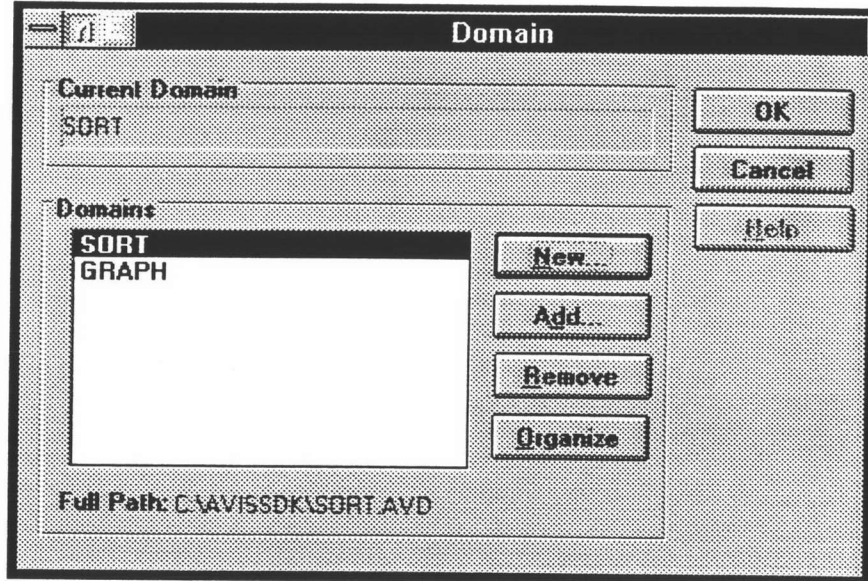 Domain
Current Domain
SORT
OK
Cancel
Help
Domains
SORT
GRAPH
New...
Add...
Remove
Organize
Full Path: C:\AVISSDK\SORT.AVD